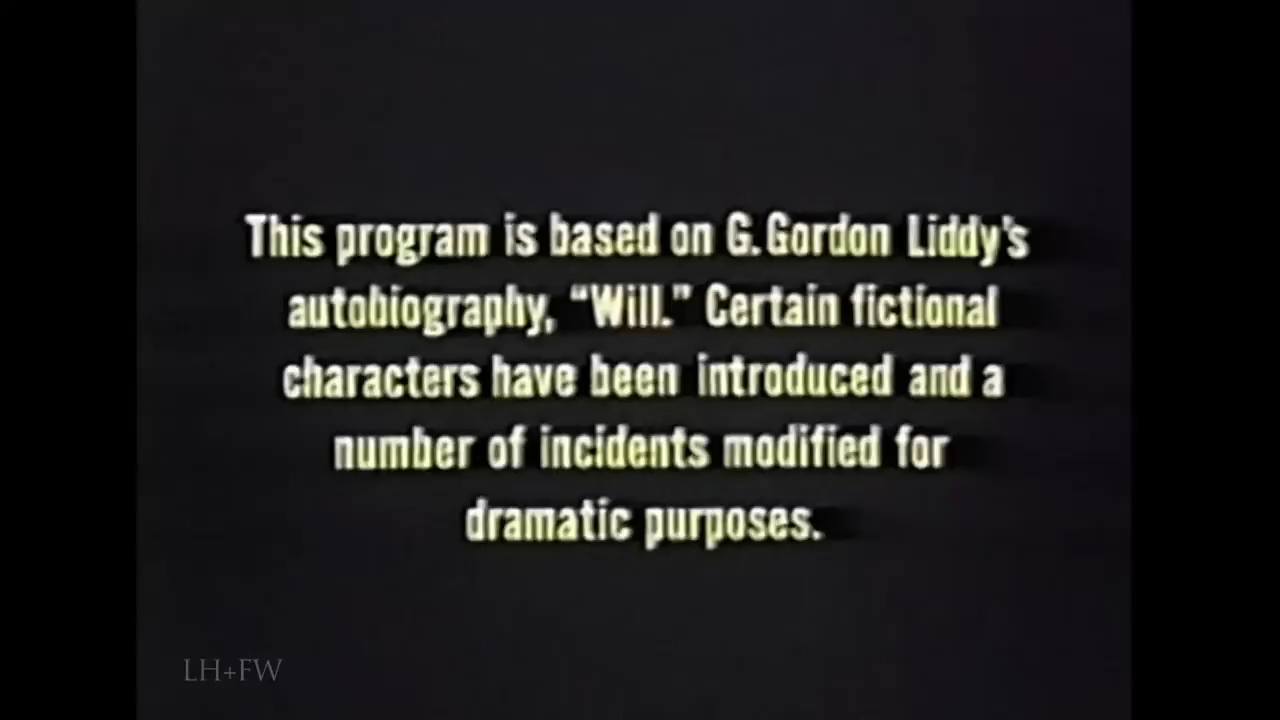 This program is based on G. Gordon Liddy's
autobiography, "Will." Certain fictional
characters have been introduced and a
number of incidents modified for
dramatic purposes.
LH+FW